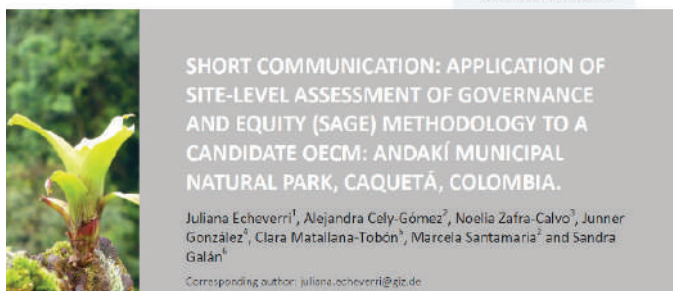 SHORT COMMUNICATION: APPLICATION OF
SITE-LEVEL ASSESSMENT OF GOVERNANCE
AND EQUITY (SAGE) METHODOLOGY TO A
CANDIDATE OECM: ANDAKÍ MUNICIPAL
NATURAL PARK, CAQUETÁ, COLOMBIA.
Juliana Echeverri¹, Alejandra Cely-Gómez², Noelia Zafra-Calvo³, Junner
González⁴, Clara Matallana-Tobón⁵, Marcela Santamaria² and Sandra
Galán⁶
Corresponding author: juliana.echeverri@giz.de